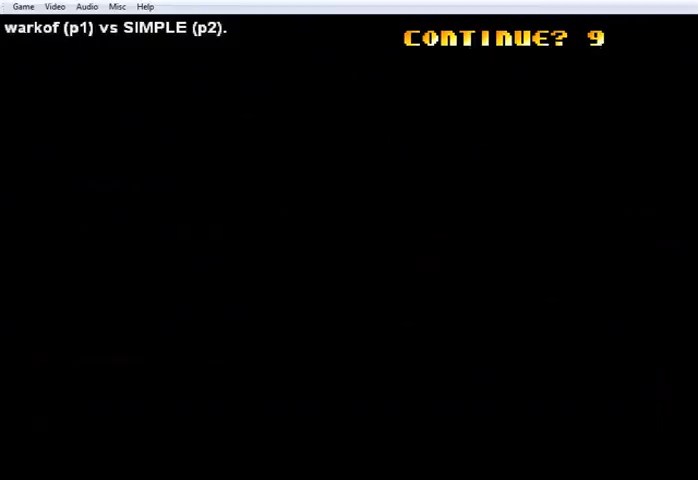 Game Video Audio Misc Help
warkof (p1) vs SIMPLE (p2).
CONTINUE? 9